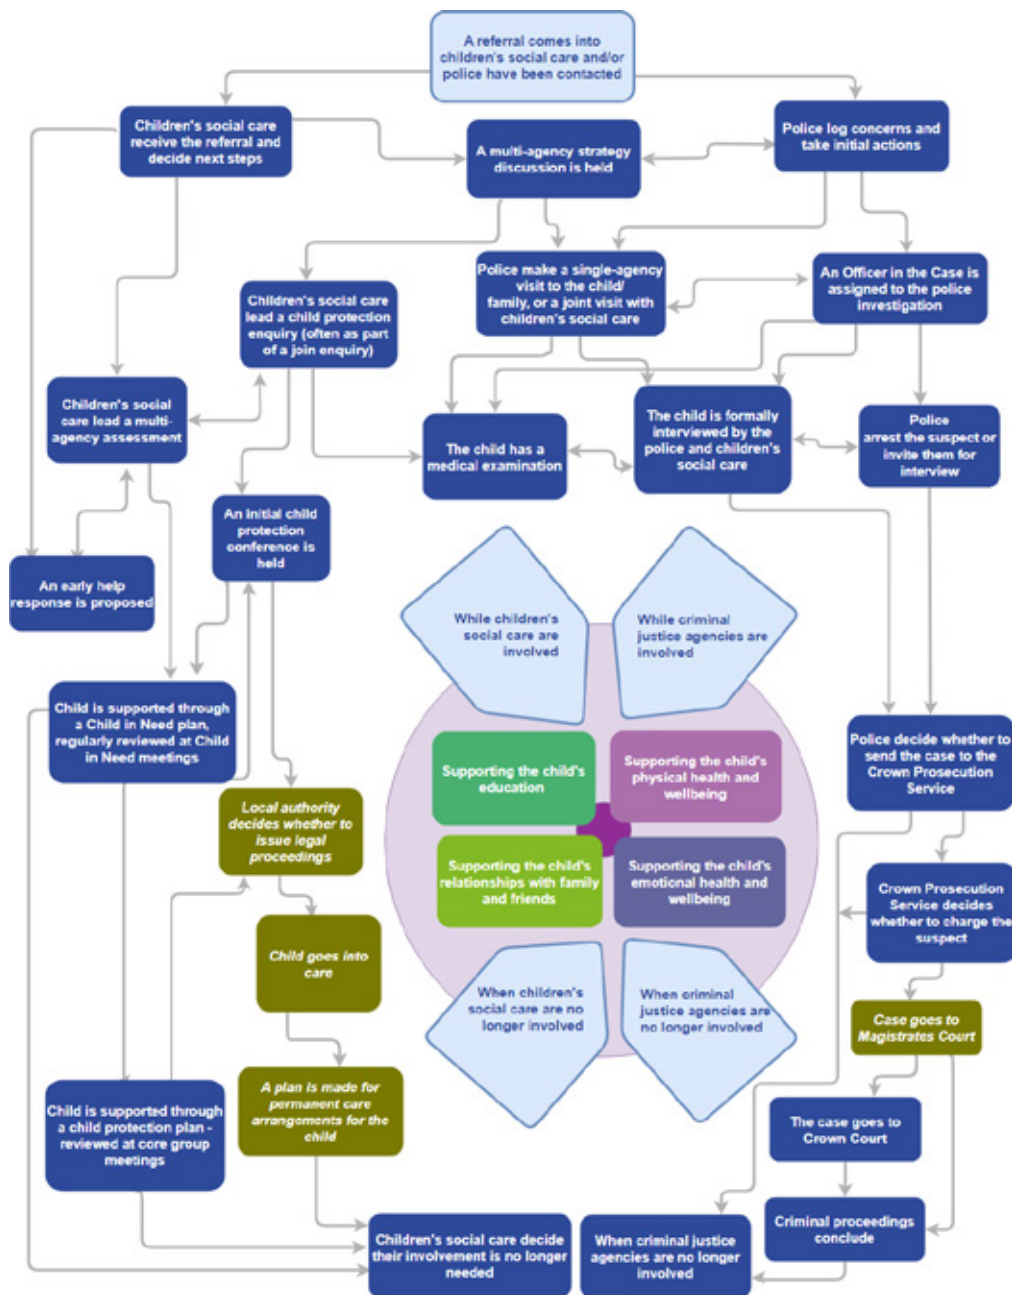 A referral comes into
children's social care and/or
police have been contacted
Children's social care
receive the referral and
decide next steps
A multi-agency strategy
discussion is held
Police log concerns and
take initial actions
Police make a single-agency
visit to the child/
family, or a joint visit with
children's social care
An Officer in the Case is
assigned to the police
investigation
Children's social care
lead a child protection
enquiry (often as part
of a join enquiry)
Children's social
care lead a multi-
agency assessment
The child has a
medical examination
The child is formally
interviewed by the
police and children's
social care
Police
arrest the suspect or
invite them for
interview
An initial child
protection
conference is
held
An early help
response is proposed
While children's
social care are
involved
While criminal
justice agencies are
involved
Child is supported through
a Child in Need plan,
regularly reviewed at Child
in Need meetings
Supporting the child's
education
Supporting the child's
physical health and
wellbeing
Police decide whether to
send the case to the
Crown Prosecution
Service
Local authority
decides whether to
issue legal
proceedings
Supporting the child's
relationships with family
and friends
Supporting the child's
emotional health and
wellbeing
Crown Prosecution
Service decides
whether to charge the
suspect
Child goes into
care
When children's
social care are no
longer involved
When criminal
justice agencies are
no longer involved
Case goes to
Magistrates Court
A plan is made for
permanent care
arrangements for the
child
Child is supported through
a child protection plan -
reviewed at core group
meetings
The case goes to
Crown Court
Children's social care decide
their involvement is no longer
needed
When criminal justice
agencies are no longer
involved
Criminal proceedings
conclude